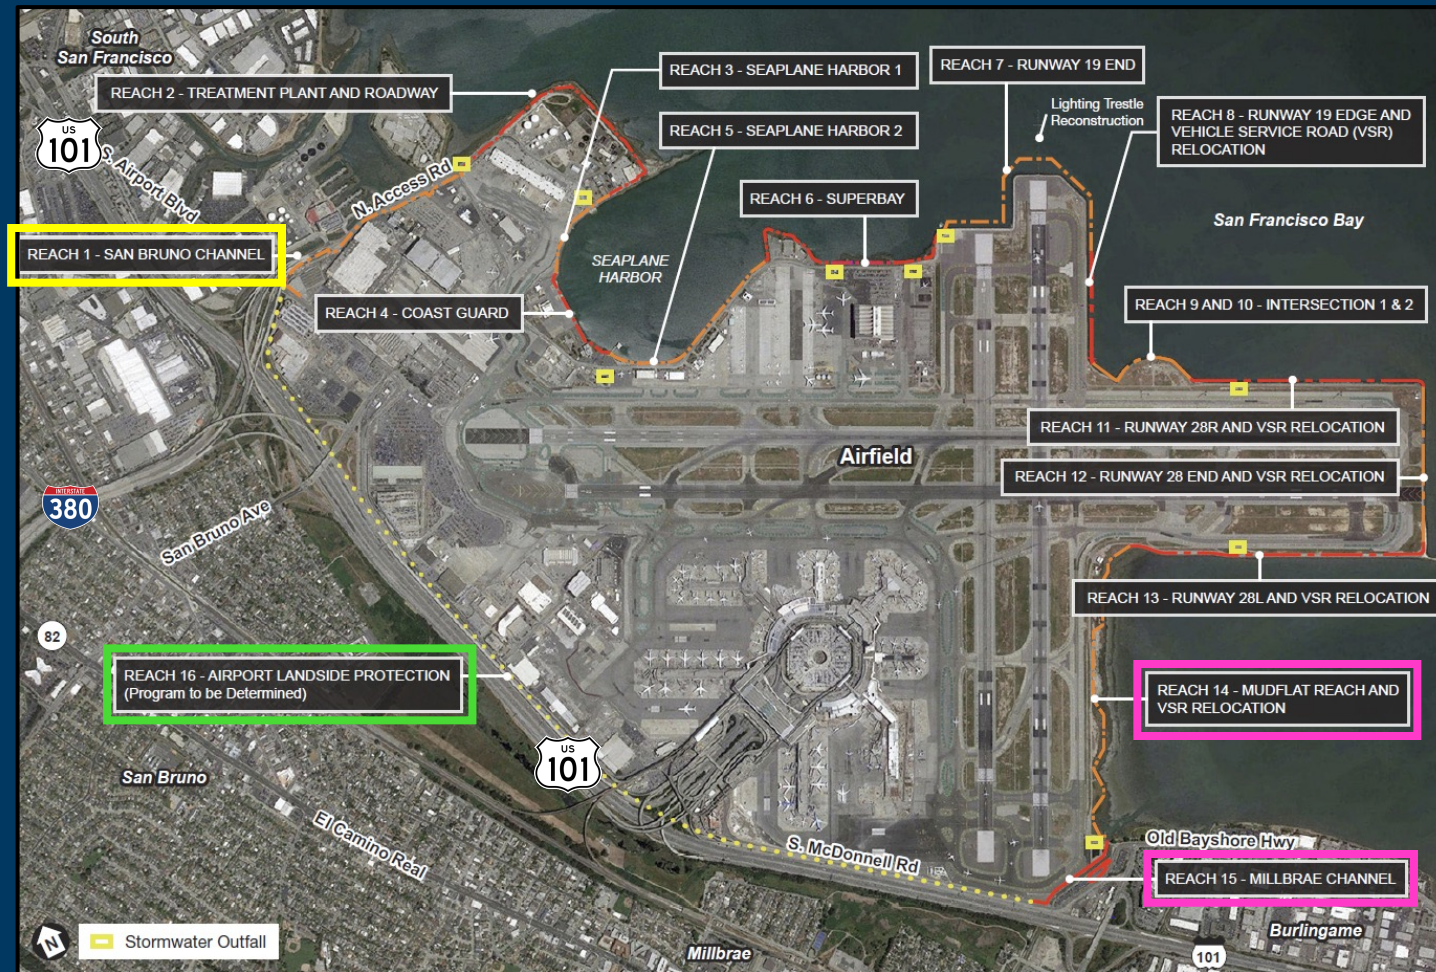 South
San Francisco
REACH 2 - TREATMENT PLANT AND ROADWAY
REACH 3 - SEAPLANE HARBOR 1
REACH 5 - SEAPLANE HARBOR 2
REACH 7 - RUNWAY 19 END
Lighting Trestle
Reconstruction
REACH 8 - RUNWAY 19 EDGE AND
VEHICLE SERVICE ROAD (VSR)
RELOCATION
US
101
S. Airport Blvd
N. Access Rd
REACH 6 - SUPERBAY
San Francisco Bay
REACH 1 - SAN BRUNO CHANNEL
SEAPLANE
HARBOR
REACH 4 - COAST GUARD
REACH 9 AND 10 - INTERSECTION 1 & 2
REACH 11 - RUNWAY 28R AND VSR RELOCATION
Airfield
REACH 12 - RUNWAY 28 END AND VSR RELOCATION
INTERSTATE
380
San Bruno Ave
REACH 13 - RUNWAY 28L AND VSR RELOCATION
82
REACH 16 - AIRPORT LANDSIDE PROTECTION
(Program to be Determined)
REACH 14 - MUDFLAT REACH AND
VSR RELOCATION
US
101
San Bruno
El Camino Real
S. McDonnell Rd
Old Bayshore Hwy
REACH 15 - MILLBRAE CHANNEL
N
Stormwater Outfall
Millbrae
Burlingame
101